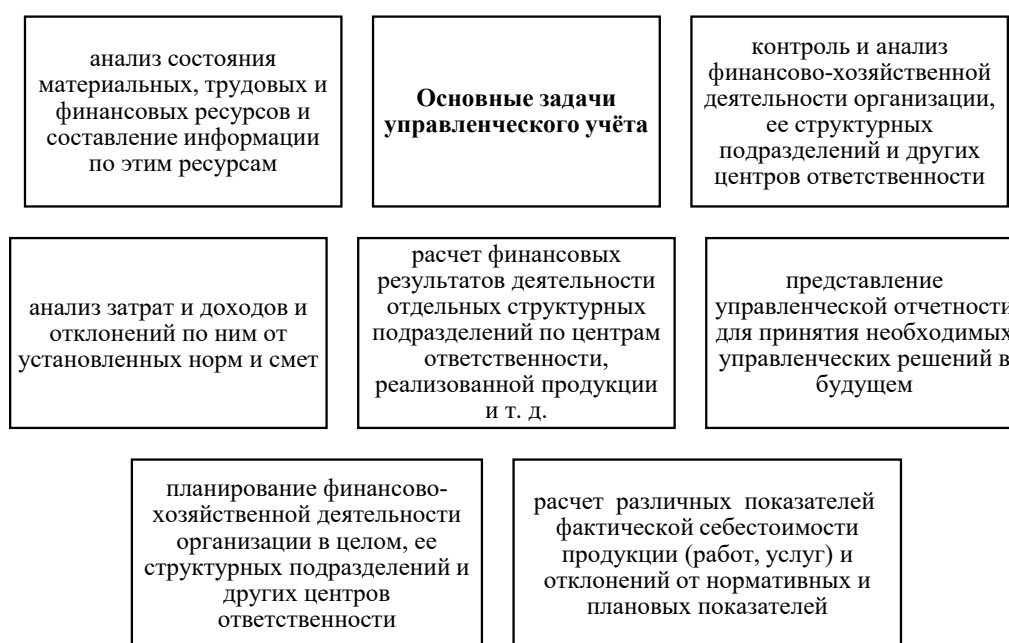 анализ состояния
материальных, трудовых и
финансовых ресурсов и
составление информации
по этим ресурсам
Основные задачи
управленческого учёта
контроль и анализ
финансово-хозяйственной
деятельности организации,
ее структурных
подразделений и других
центров ответственности
анализ затрат и доходов и
отклонений по ним от
установленных норм и смет
расчет финансовых
результатов деятельности
отдельных структурных
подразделений по центрам
ответственности,
реализованной продукции
и т. д.
представление
управленческой отчетности
для принятия необходимых
управленческих решений в
будущем
планирование финансово-
хозяйственной деятельности
организации в целом, ее
структурных подразделений и
других центров
ответственности
расчет различных показателей
фактической себестоимости
продукции (работ, услуг) и
отклонений от нормативных и
плановых показателей